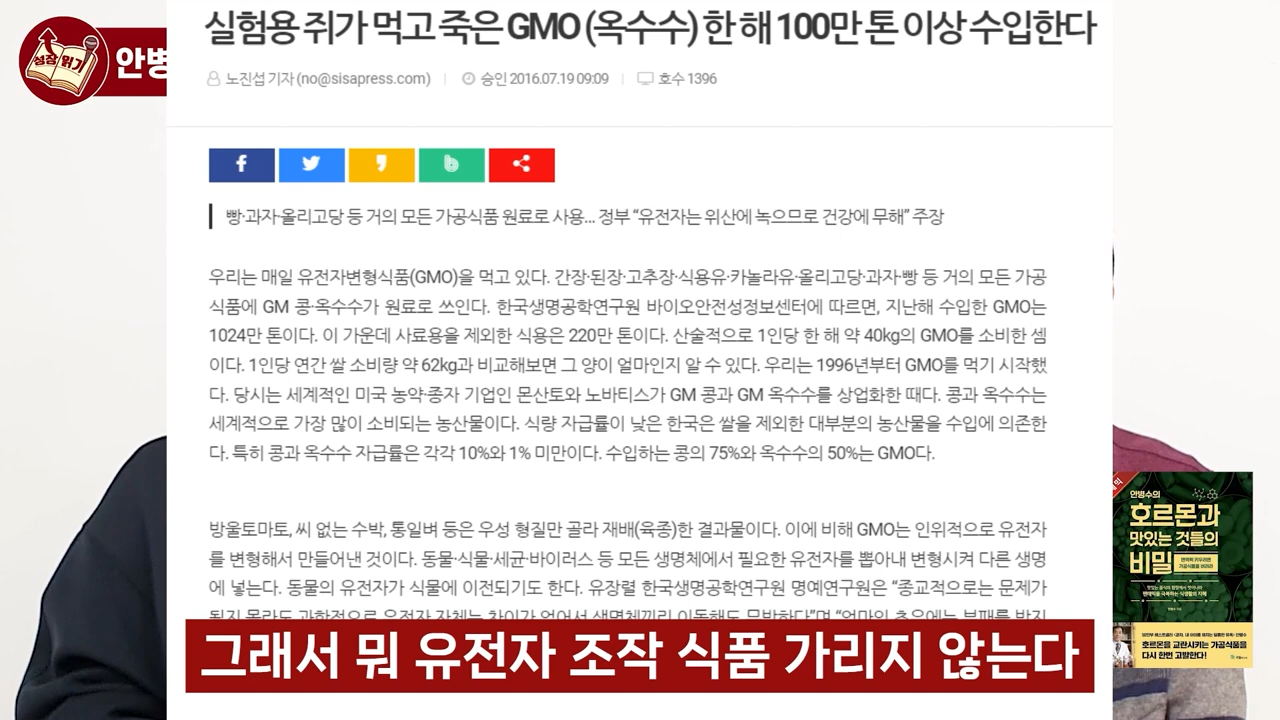 성장 읽기
안병
실험용 쥐가 먹고 죽은 GMO (옥수수) 한 해 100만 톤 이상 수입한다
노진섭 기자 (no@sisapress.com) 승인 2016.07.19 09:09 호수 1396
빵·과자·올리고당 등 거의 모든 가공식품 원료로 사용... 정부 “유전자는 위산에 녹으므로 건강에 무해” 주장
우리는 매일 유전자변형식품(GMO)을 먹고 있다. 간장·된장·고추장·식용유·카놀라유·올리고당·과자·빵 등 거의 모든 가공
식품에 GM 콩·옥수수가 원료로 쓰인다. 한국생명공학연구원 바이오안전성정보센터에 따르면, 지난해 수입한 GMO는
1024만 톤이다. 이 가운데 사료용을 제외한 식용은 220만 톤이다. 산술적으로 1인당 한 해 약 40kg의 GMO를 소비한 셈
이다. 1인당 연간 쌀 소비량 약 62kg과 비교해보면 그 양이 얼마인지 알 수 있다. 우리는 1996년부터 GMO를 먹기 시작했
다. 당시는 세계적인 미국 농약·종자 기업인 몬산토와 노바티스가 GM 콩과 GM 옥수수를 상업화한 때다. 콩과 옥수수는
세계적으로 가장 많이 소비되는 농산물이다. 식량 자급률이 낮은 한국은 쌀을 제외한 대부분의 농산물을 수입에 의존한
다. 특히 콩과 옥수수 자급률은 각각 10%와 1% 미만이다. 수입하는 콩의 75%와 옥수수의 50%는 GMO다.
방울토마토, 씨 없는 수박, 통일벼 등은 우성 형질만 골라 재배(육종)한 결과물이다. 이에 비해 GMO는 인위적으로 유전자
를 변형해서 만들어낸 것이다. 동물·식물·세균·바이러스 등 모든 생명체에서 필요한 유전자를 뽑아내 변형시켜 다른 생명
에 넣는다. 동물의 유전자가 식물에 섞이기도 한다. 유장렬 한국생명공학연구원 명예연구원은 “종교적으로는 문제가
그래서 뭐 유전자 조작 식품 가리지 않는다
안병수의
호르몬과
맛있는 것들의
비밀
호르몬을 교란시키는 가공식품을
다시 한번 고발한다!